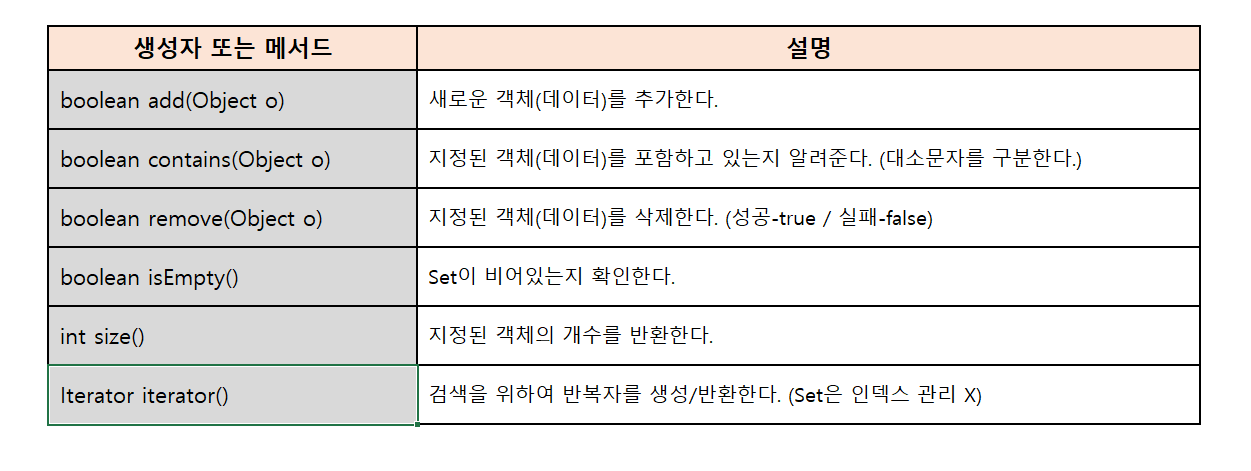 생성자 또는 메서드 설명
boolean add(Object o) 새로운 객체(데이터)를 추가한다.
boolean contains(Object o) 지정된 객체(데이터)를 포함하고 있는지 알려준다. (대소문자를 구분한다.)
boolean remove(Object o) 지정된 객체(데이터)를 삭제한다. (성공-true / 실패-false)
boolean isEmpty() Set이 비어있는지 확인한다.
int size() 지정된 객체의 개수를 반환한다.
Iterator iterator() 검색을 위하여 반복자를 생성/반환한다. (Set은 인덱스 관리 X)